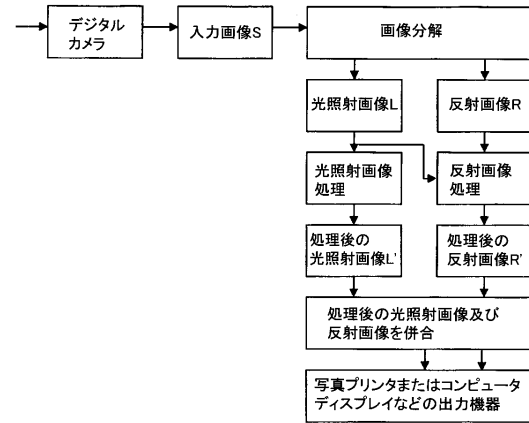 デジタル
カメラ
入力画像S
画像分解
光照射画像L
反射画像R
光照射画像
処理
反射画像
処理
処理後の
光照射画像L'
処理後の
反射画像R'
処理後の光照射画像及び
反射画像を併合
写真プリンタまたはコンピュータ
ディスプレイなどの出力機器